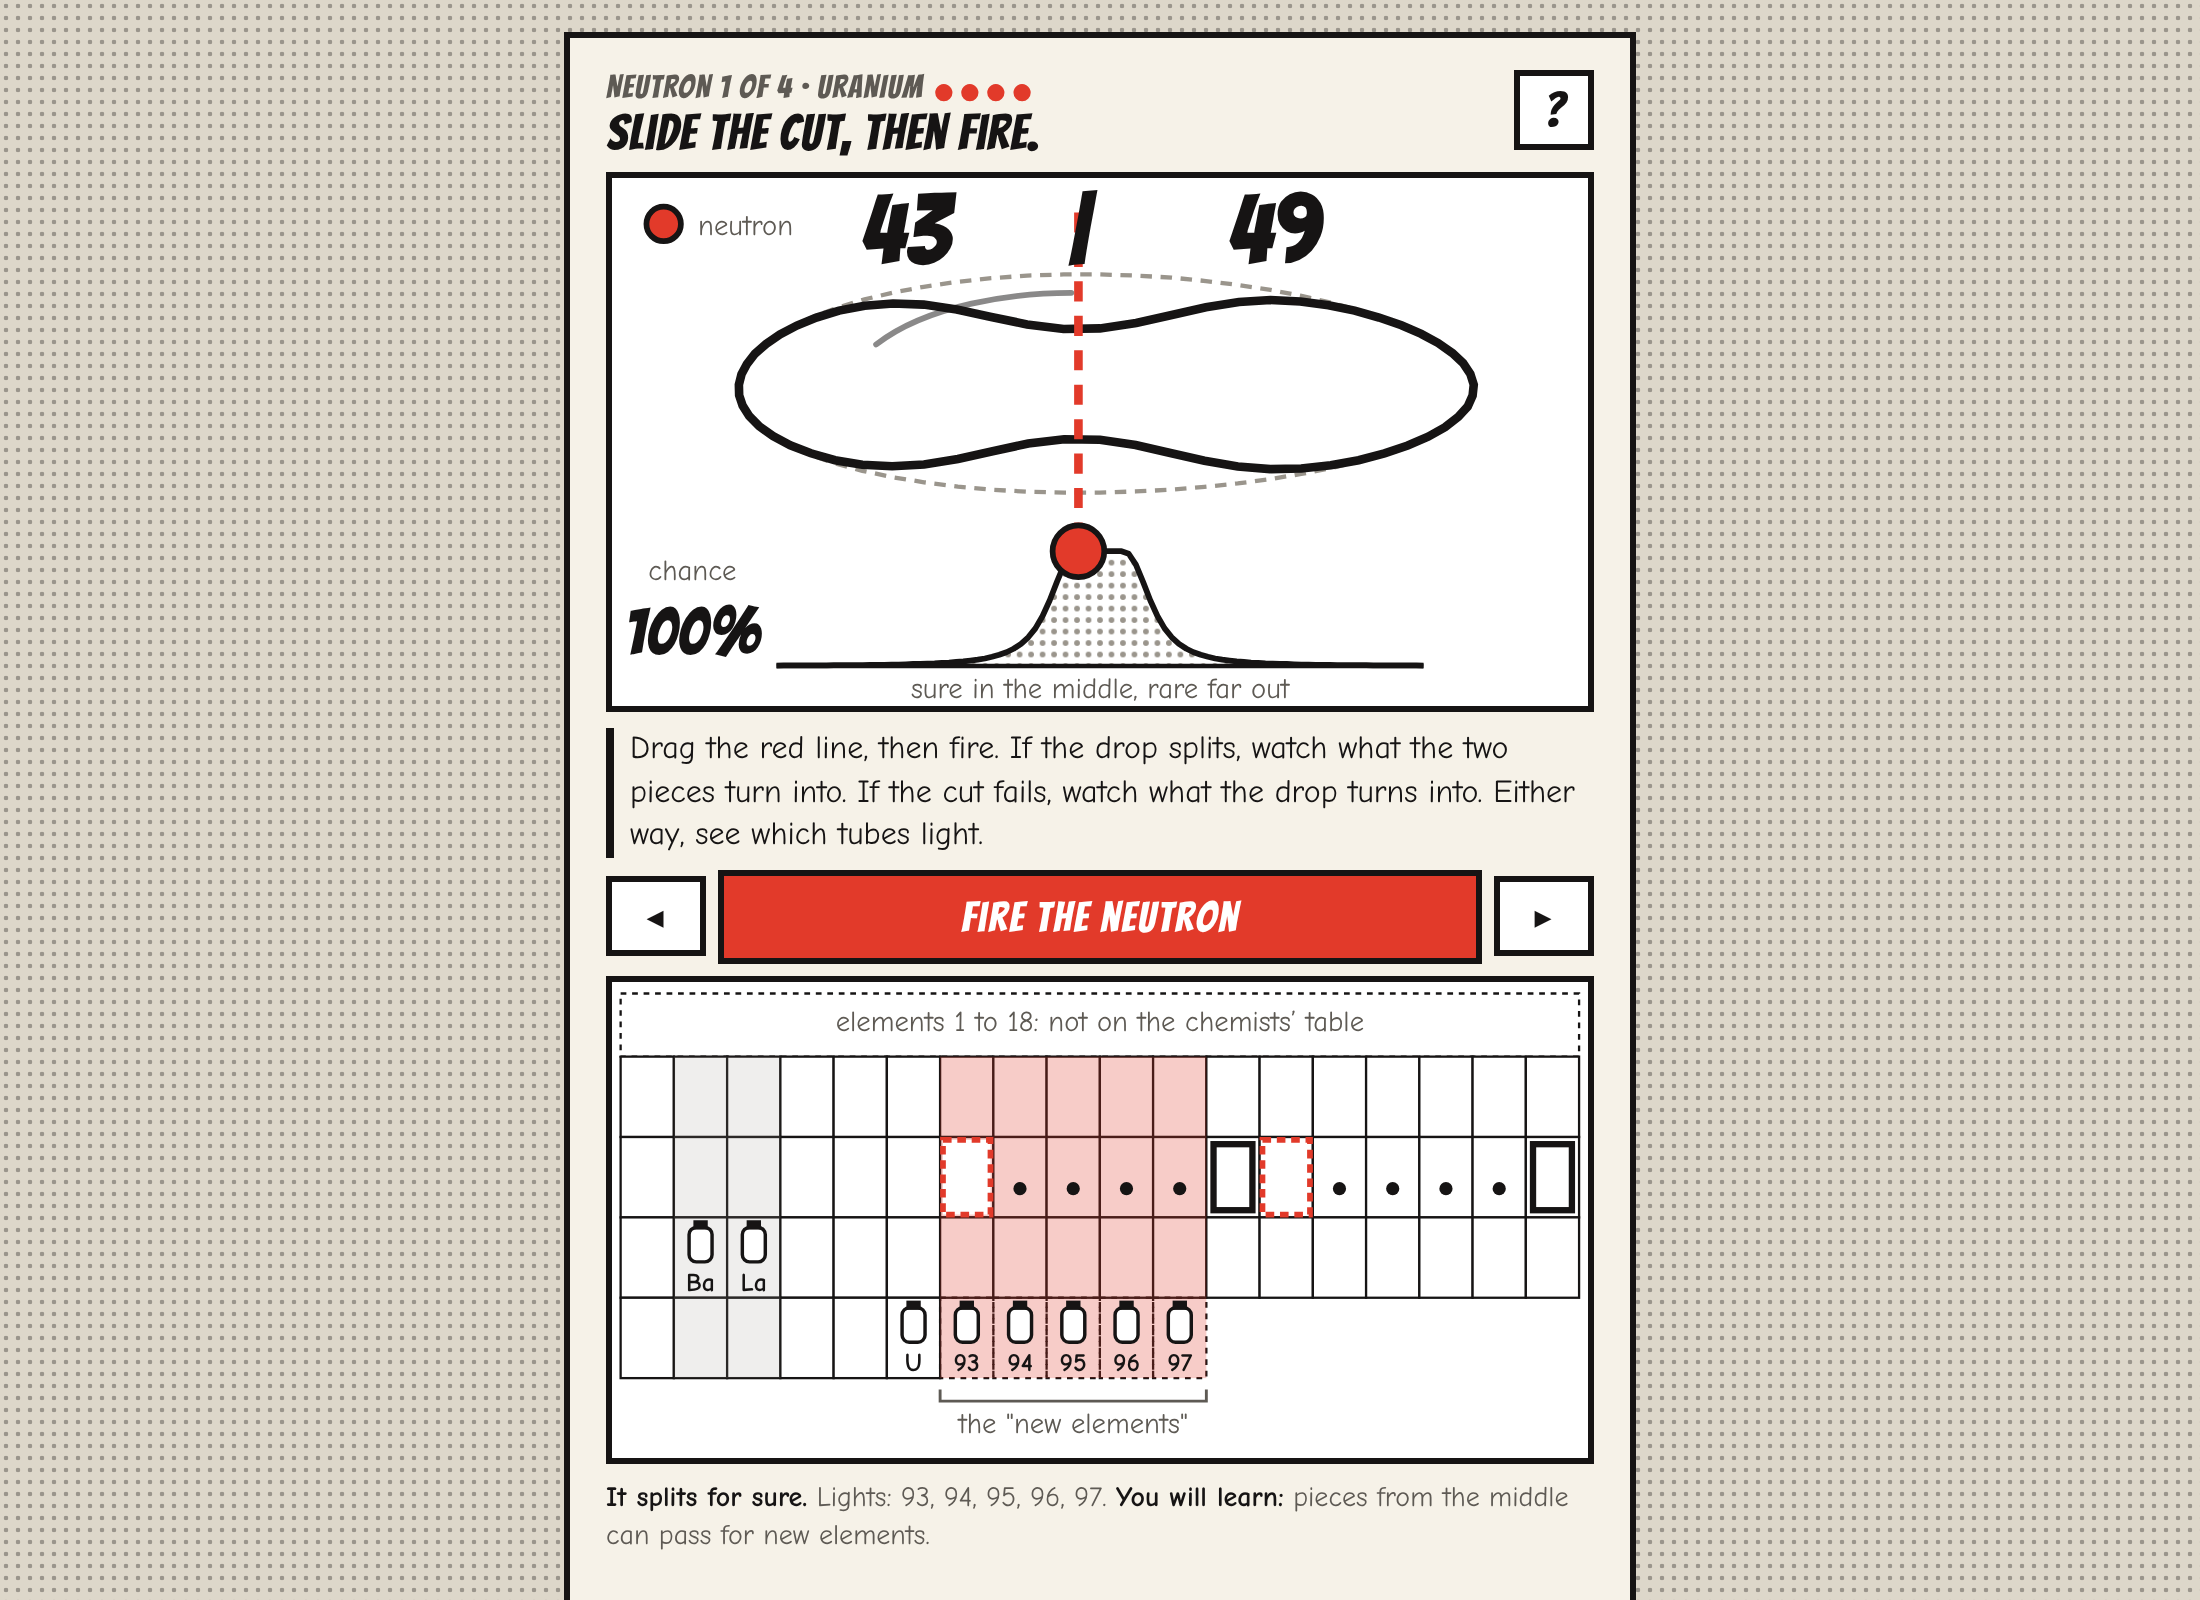 NEUTRON 1 OF 4 · URANIUM
SLIDE THE CUT, THEN FIRE.
?
neutron
43 / 49
chance
100%
sure in the middle, rare far out
Drag the red line, then fire. If the drop splits, watch what the two
pieces turn into. If the cut fails, watch what the drop turns into. Either
way, see which tubes light.
FIRE THE NEUTRON
elements 1 to 18: not on the chemists’ table
Ba La
U 93 94 95 96 97
the "new elements"
It splits for sure. Lights: 93, 94, 95, 96, 97. You will learn: pieces from the middle
can pass for new elements.